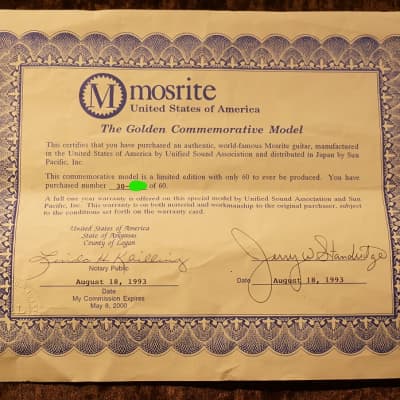 M mosrite
United States of America
The Golden Commemorative Model
This certifies that you have purchased an authentic, world-famous Mosrite guitar, manufactured
in the United States of America by Unified Sound Association and distributed in Japan by Sun
Pacific, Inc.
This commemorative model is a limited edition with only 60 to ever be produced. You have
purchased number 30- of 60.
A full one year warranty is offered on this special model by Unified Sound Association and Sun
Pacific, Inc. This warranty is on both material and workmanship to the original purchaser, subject
to the conditions set forth on the warranty card.
United States of America
State of Arkansas
County of Logan
Linda H.
Jerry W Standridge
Notary Public
August 18, 1993
Date August 18, 1993
Date
My Commission Expires
May 8, 2000